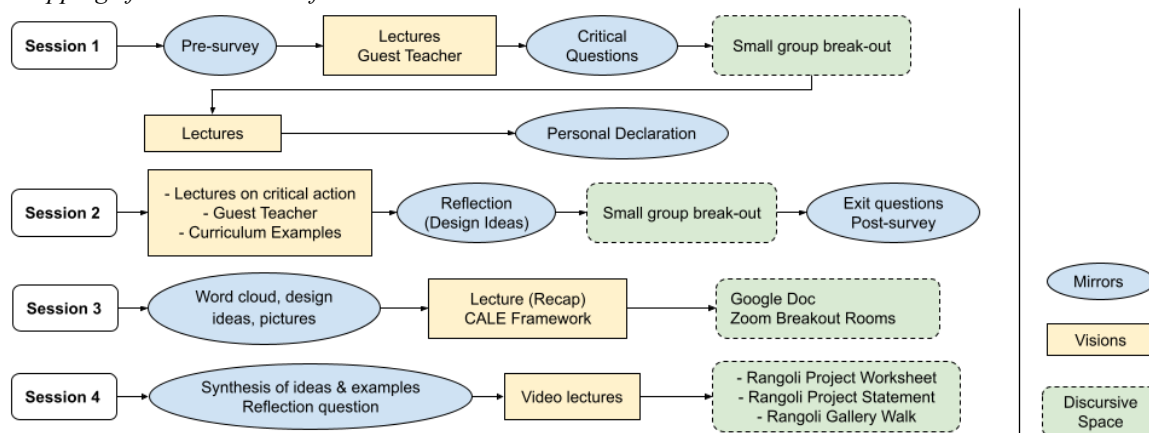 Session 1
Pre-survey
Lectures
Guest Teacher
Critical
Questions
Small group break-out
Lectures
Personal Declaration
Session 2
- Lectures on critical action
- Guest Teacher
- Curriculum Examples
Reflection
(Design Ideas)
Small group break-out
Exit questions
Post-survey
Session 3
Word cloud, design
ideas, pictures
Lecture (Recap)
CALE Framework
Google Doc
Zoom Breakout Rooms
Session 4
Synthesis of ideas & examples
Reflection question
Video lectures
- Rangoli Project Worksheet
- Rangoli Project Statement
- Rangoli Gallery Walk
Mirrors
Visions
Discursive
Space